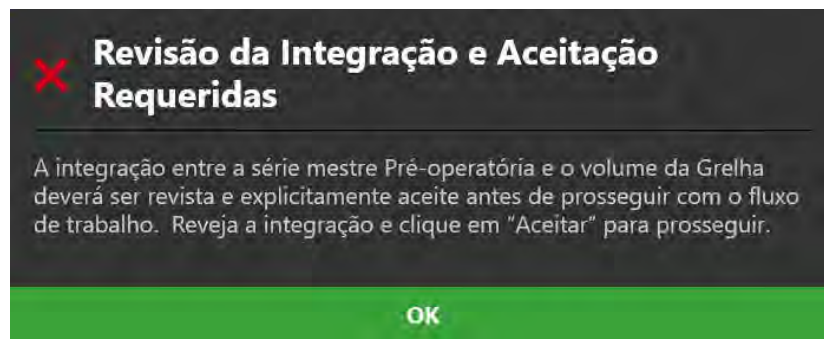 Revisão da Integração e Aceitação
Requeridas
A integração entre a série mestre Pré-operatória e o volume da Grelha
deverá ser revista e explicitamente aceite antes de prosseguir com o fluxo
de trabalho.  Reveja a integração e clique em "Aceitar" para prosseguir.
OK